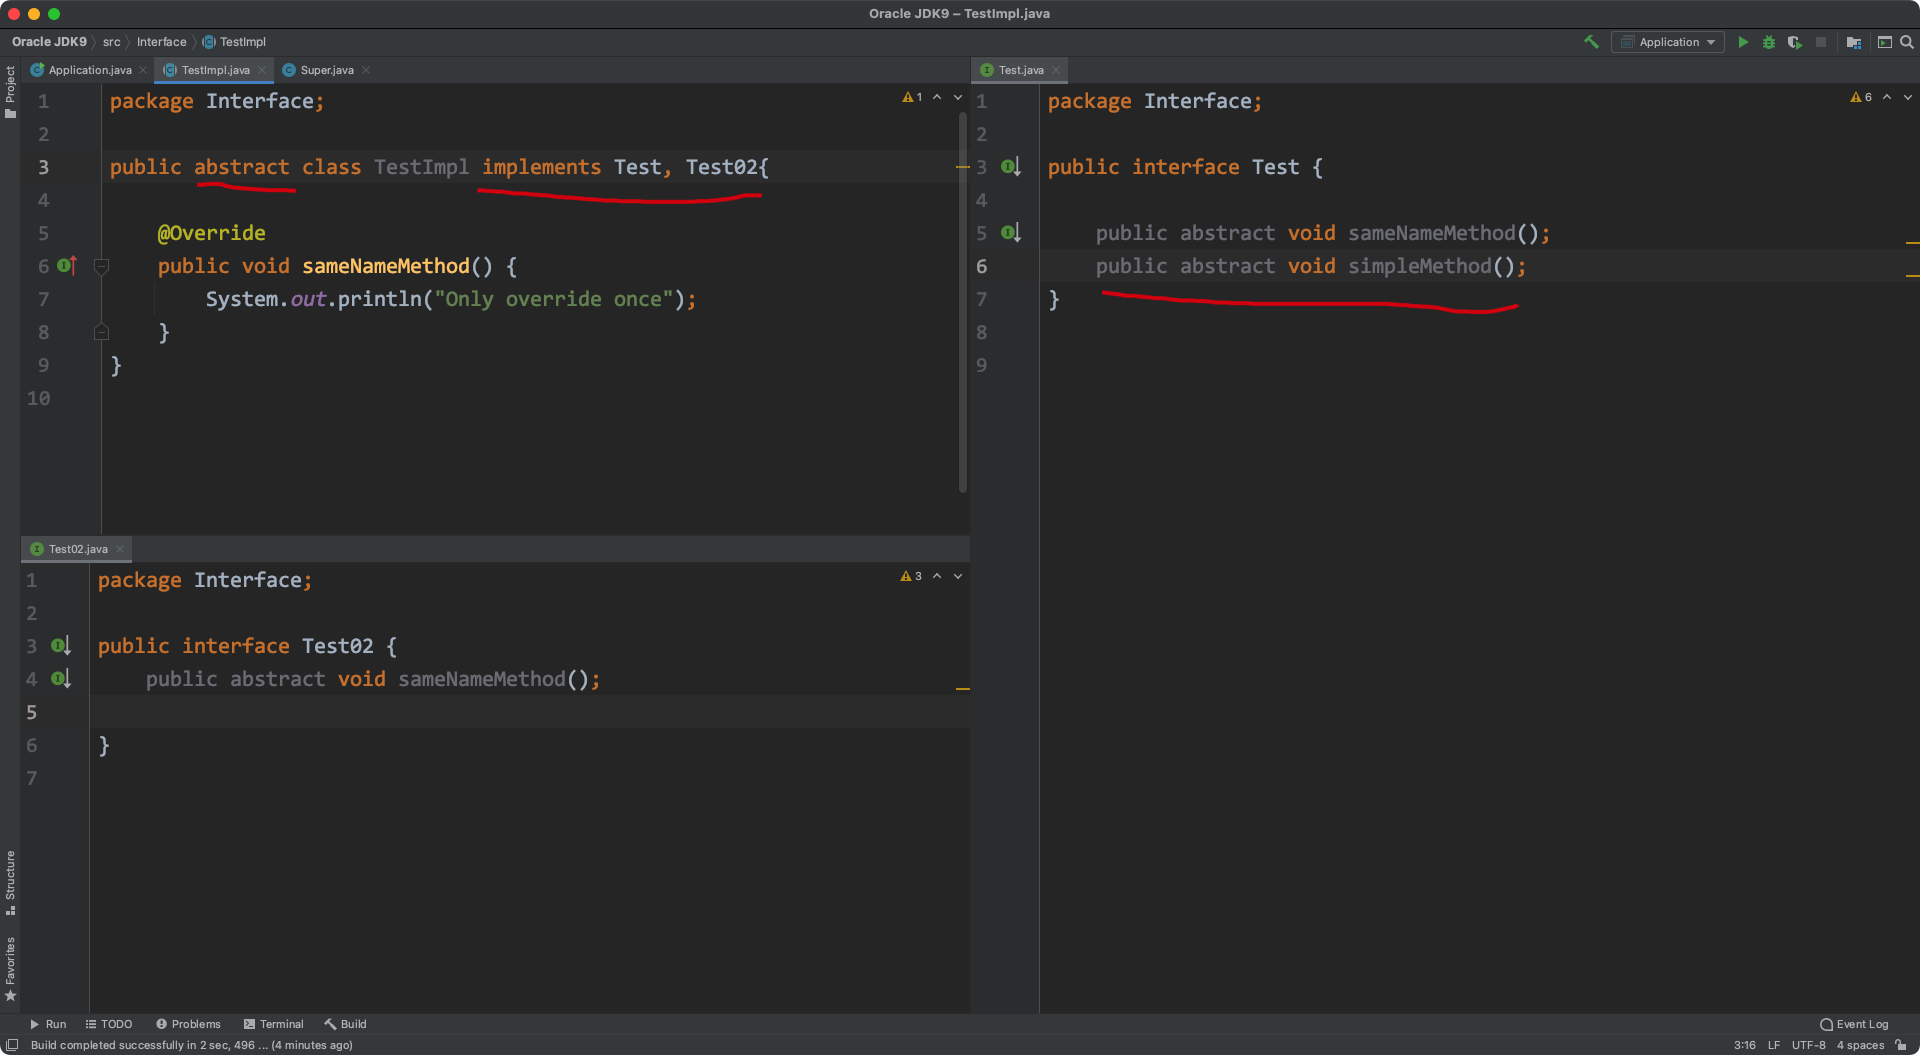 Oracle JDK9 – TestImpl.java
Oracle JDK9 src Interface TestImpl
Application
Project
Application.java TestImpl.java Super.java
1 package Interface; 1
2
3 public abstract class TestImpl implements Test, Test02{
4
5 @Override
6 public void sameNameMethod() {
7 System.out.println("Only override once");
8 }
9 }
10
Test.java
1 package Interface; 6
2
3 public interface Test {
4
5 public abstract void sameNameMethod();
6 public abstract void simpleMethod();
7 }
8
9
Test02.java
1 package Interface; 3
2
3 public interface Test02 {
4 public abstract void sameNameMethod();
5
6 }
7
Structure
Favorites
Run TODO Problems Terminal Build Event Log
Build completed successfully in 2 sec, 496 ... (4 minutes ago) 3:16 LF UTF-8 4 spaces